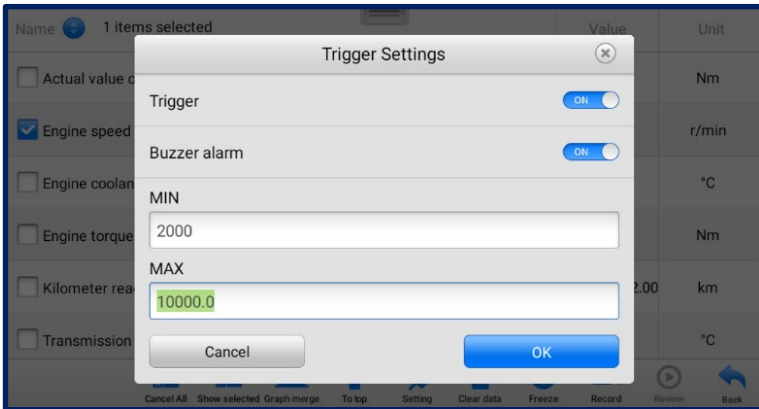 Name 1 items selected Value Unit
Trigger Settings
Actual value Nm
Trigger ON
Engine speed r/min
Buzzer alarm ON
Engine coolan °C
MIN
2000
Engine torque Nm
MAX
Kilometer rea 2.00 km
10000.0
Transmission °C
Cancel OK
Cancel All Show selected Graph merge To top Setting Clear data Freeze Record Review Back